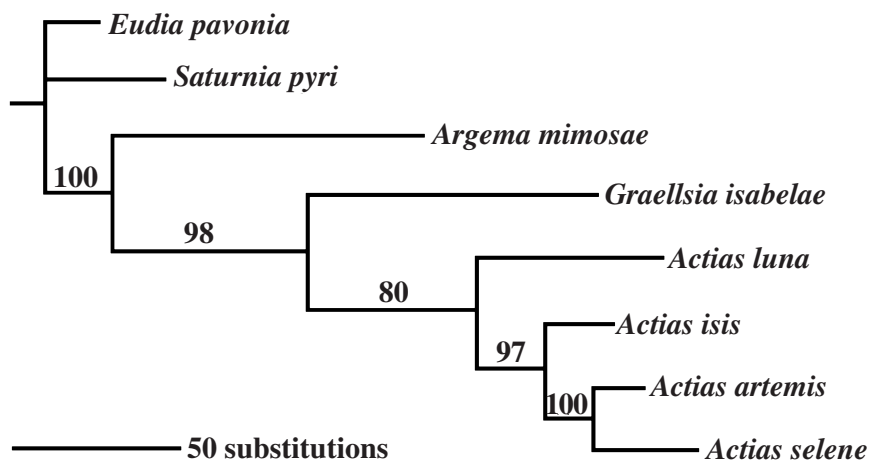 Eudia pavonia
Saturnia pyri
Argema mimosae
100
Graellsia isabelae
98
Actias luna
80
Actias isis
97
Actias artemis
100
Actias selene
50 substitutions